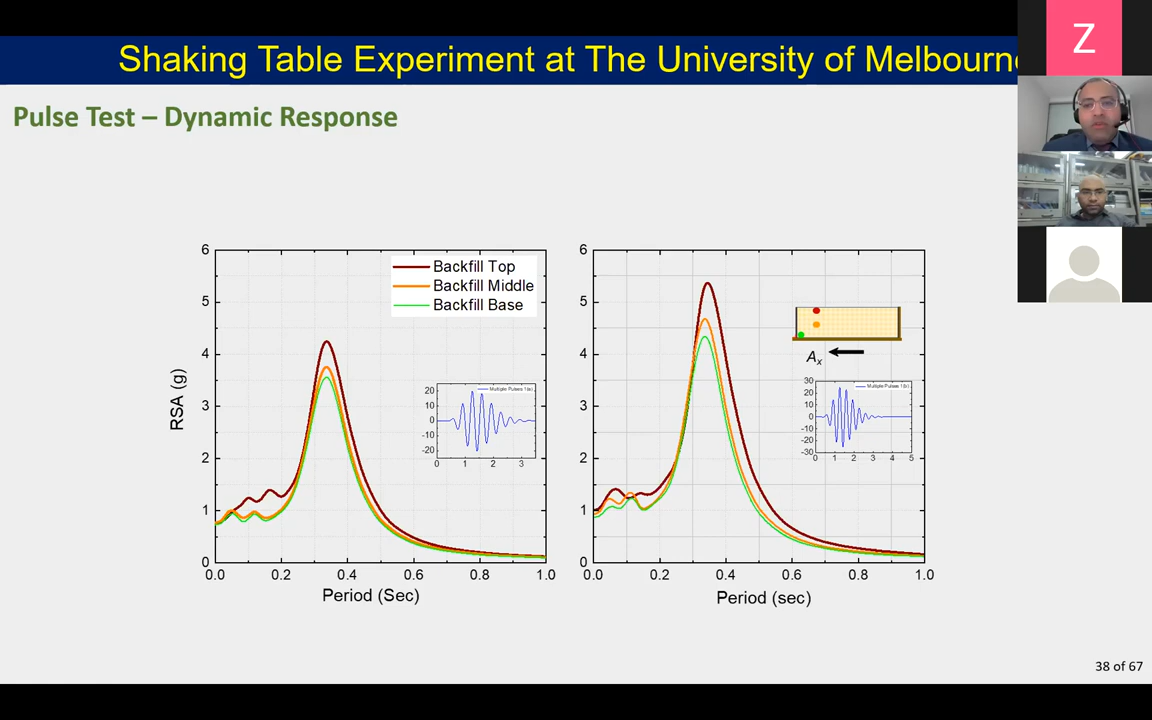 Shaking Table Experiment at The University of Melbourn
Z
Pulse Test – Dynamic Response
RSA (g)
6
5
4
3
2
1
0
0.0 0.2 0.4 0.6 0.8 1.0
Period (Sec)
Backfill Top
Backfill Middle
Backfill Base
20
10
0
-10
-20
0 1 2 3
6
5
4
3
2
1
0
0.0 0.2 0.4 0.6 0.8 1.0
Period (sec)
Ax
30
20
10
0
-10
-20
-30
0 1 2 3 4 5
38 of 67